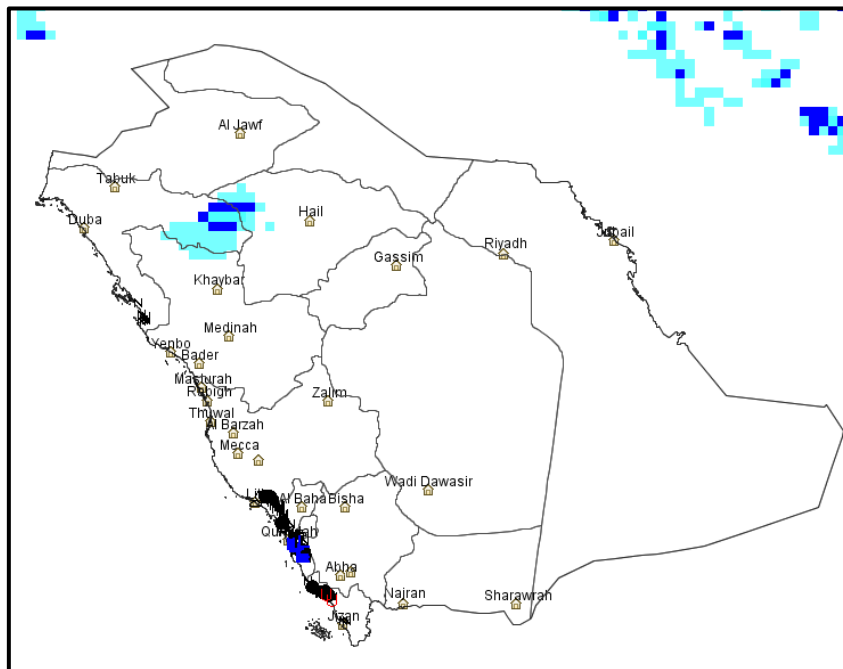 Al Jawf
Tabuk
Hail
Duba
Riyadh
Jubail
Gassim
Khaybar
Medinah
Yenbo
Bader
Masturah
Rabigh
Zalim
Thuwal
Al Barzah
Mecca
Wadi Dawasir
Al Baha
Bisha
Abha
Najran
Sharawrah
Jizan